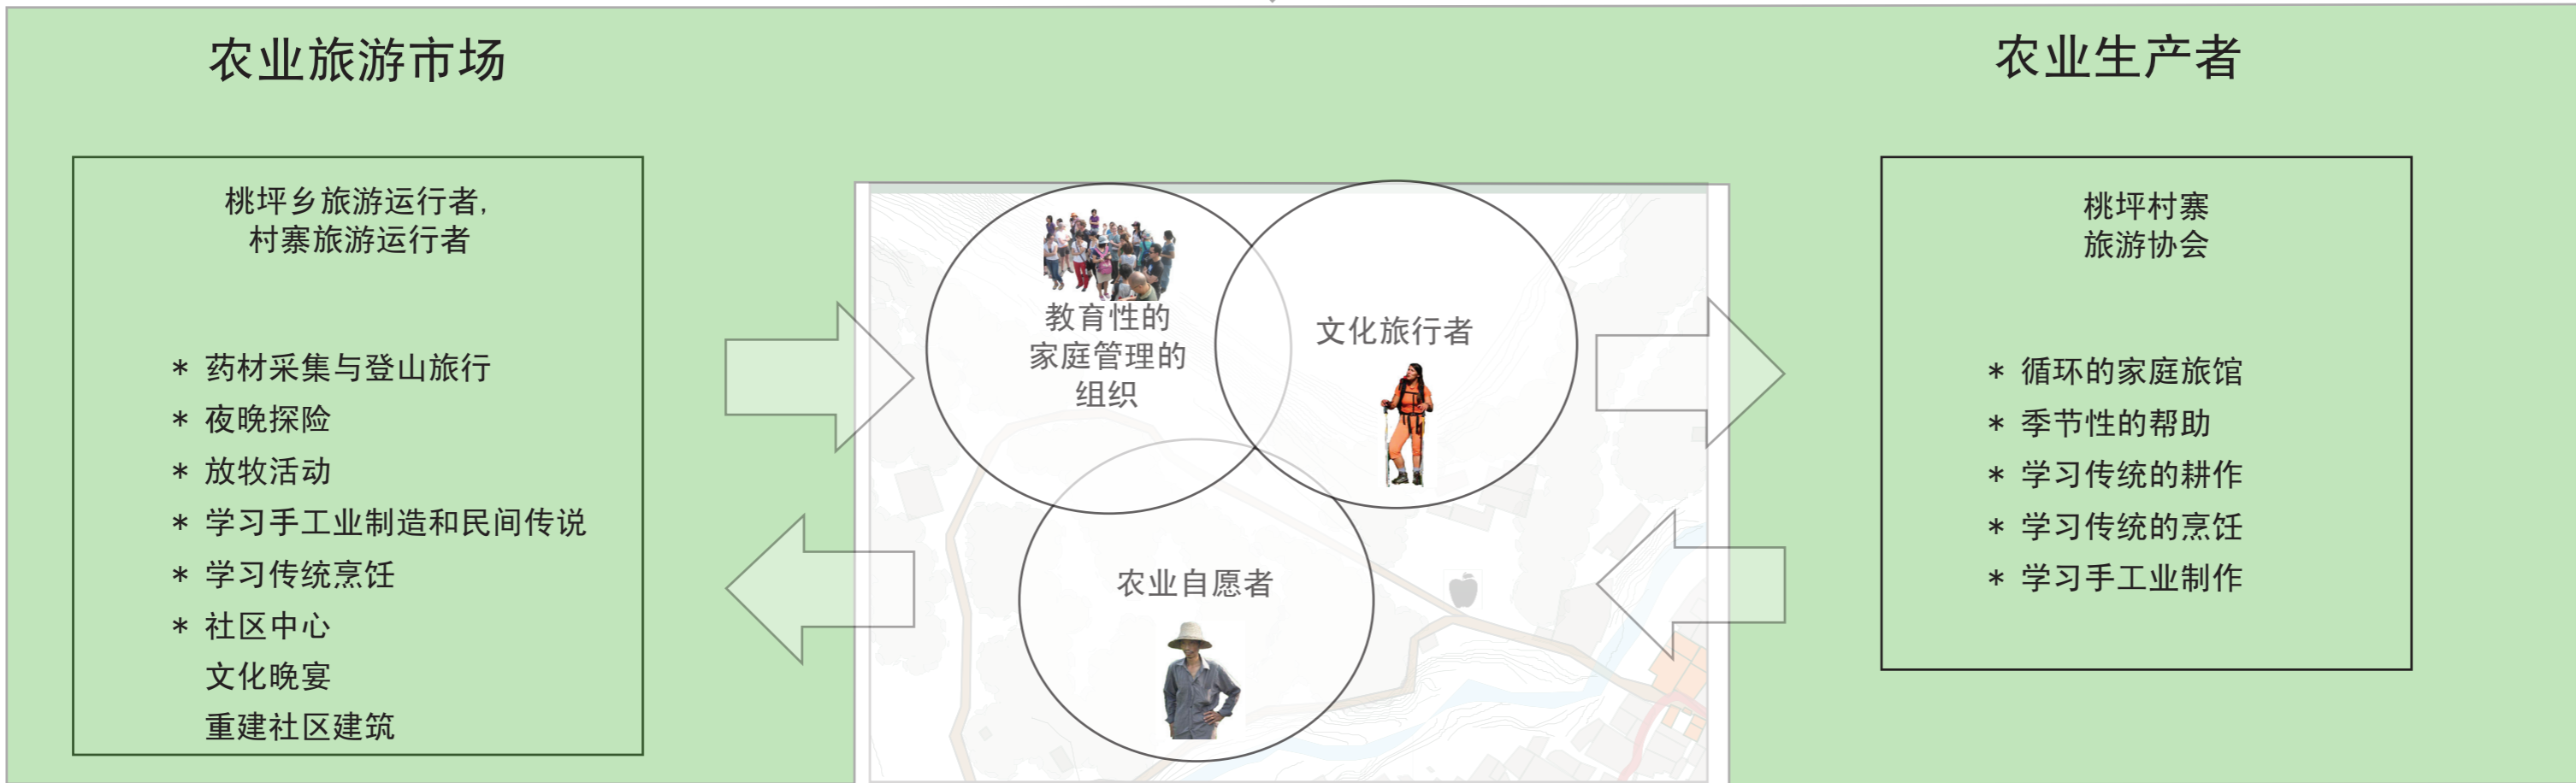 农业旅游市场
桃坪乡旅游运行者,
村寨旅游运行者
* 药材采集与登山旅行
* 夜晚探险
* 放牧活动
* 学习手工业制造和民间传说
* 学习传统烹饪
* 社区中心
文化晚宴
重建社区建筑
教育性的
家庭管理的
组织
文化旅行者
农业自愿者
农业生产者
桃坪村寨
旅游协会
* 循环的家庭旅馆
* 季节性的帮助
* 学习传统的耕作
* 学习传统的烹饪
* 学习手工业制作